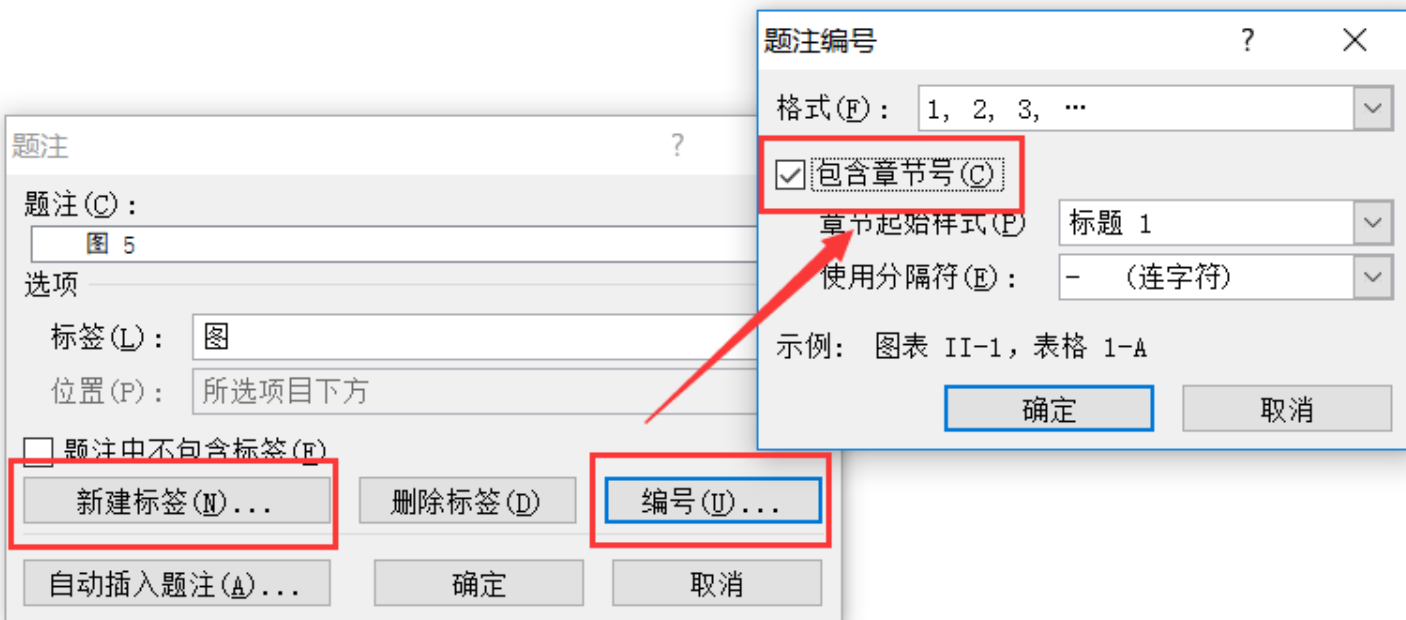 题注编号
格式(F): 1, 2, 3, …
包含章节号(C)
章节起始样式(P) 标题 1
使用分隔符(E): - (连字符)
示例: 图表 II-1, 表格 1-A
确定 取消
题注
题注(C):
图 5
选项
标签(L): 图
位置(P): 所选项目下方
题注中不包含标签(E)
新建标签(N)... 删除标签(D) 编号(U)...
自动插入题注(A)... 确定 取消